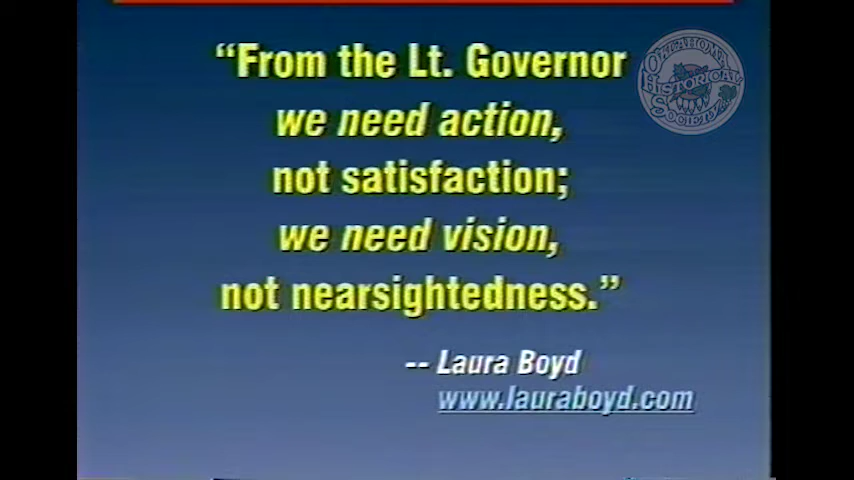 “From the Lt. Governor
we need action,
not satisfaction;
we need vision,
not nearsightedness.”
-- Laura Boyd
www.lauraboyd.com
OKLAHOMA
HISTORICAL
SOCIETY